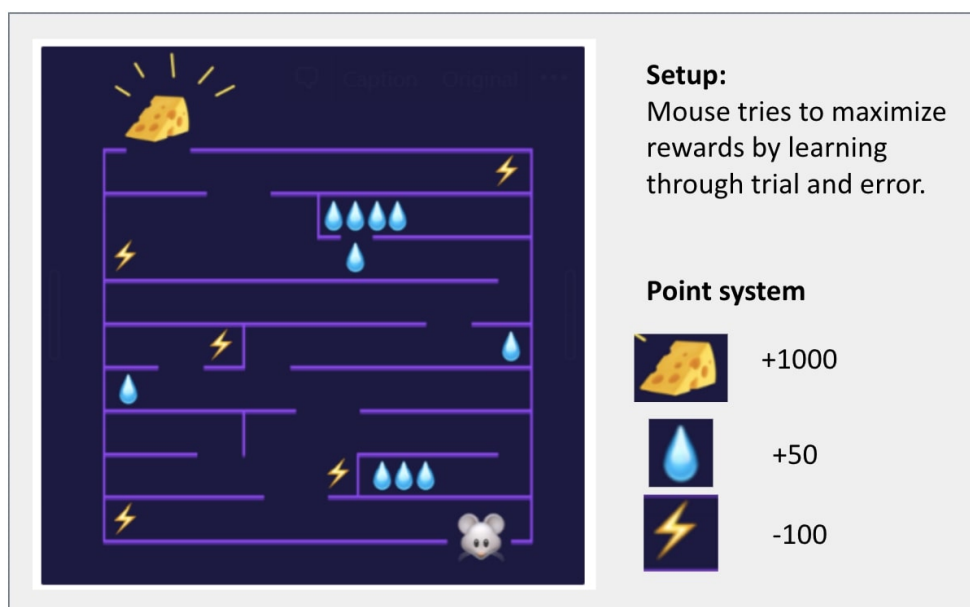 Setup:
Mouse tries to maximize
rewards by learning
through trial and error.
Point system
+1000
+50
-100